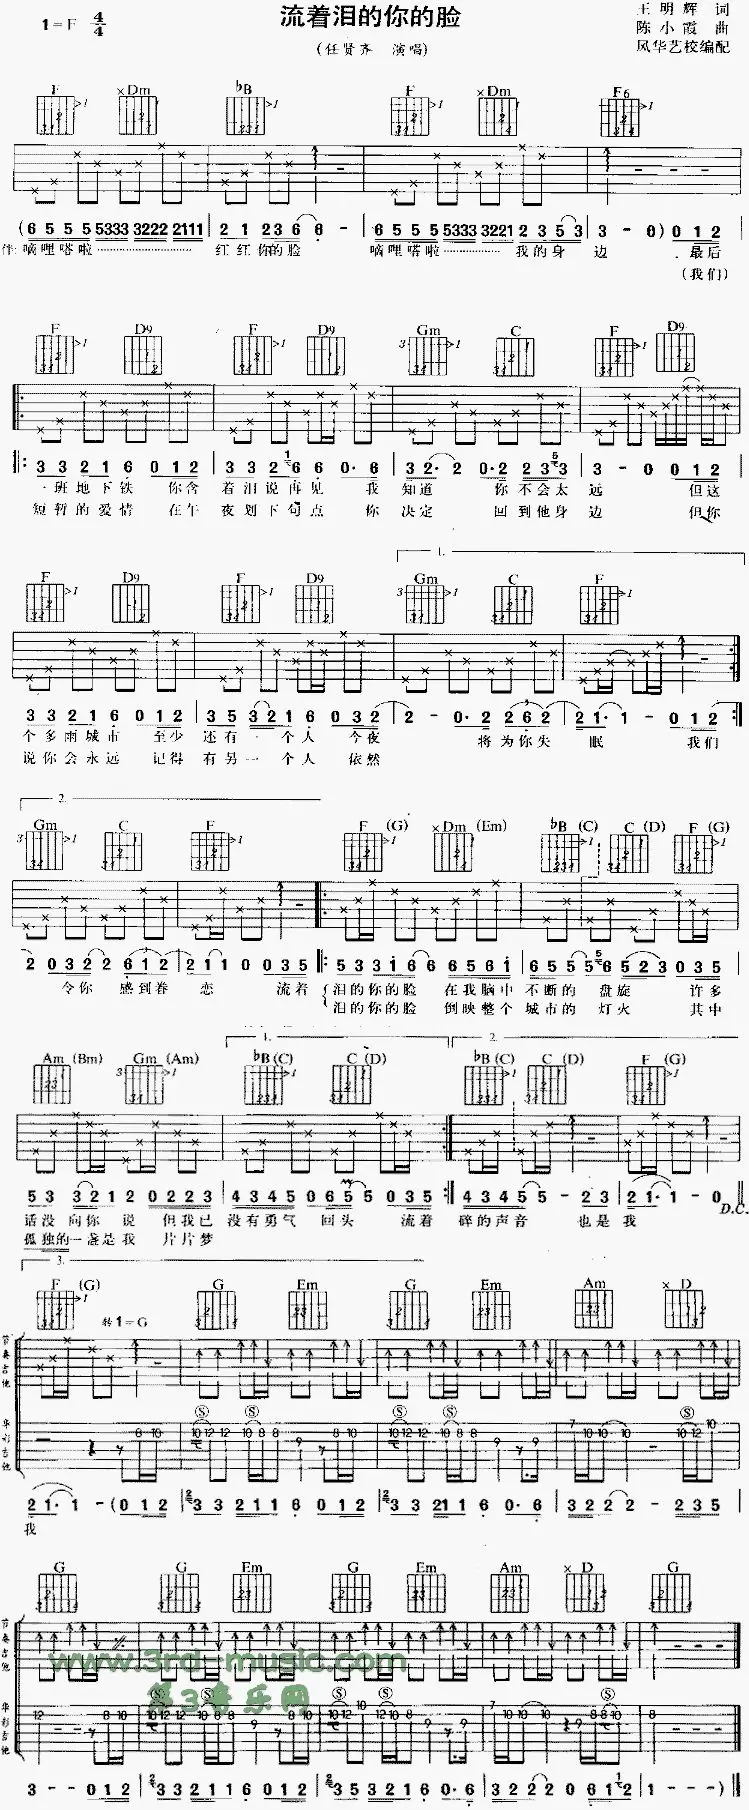 流着泪的你的脸
1=F 4/4
(任贤齐 演唱)
王明辉 词
陈小霞 曲
风华艺校编配
F ×Dm ♭B F ×Dm F6
(6 5 5 5 5333 3222 2111 | 2 1 2 3 6 6 - | 6 5 5 5 5333 3221 2 3 5 3 | 3 - 0) 0 1 2
伴:嘀哩嗒啦………… 红红你的脸 嘀哩嗒啦………… 我的身 边 .最后
(我们)
F D9 F D9 Gm C F D9
3 3 2 1 6 0 1 2 | 3 3 2 6 6 0· 6 | 3 2· 2 0· 2 2 3 3 3 | 3 - 0 0 1 2
一班地下铁 你含 着泪说再见 我 知道 你不会太 远 但这
短暂的爱情 在午 夜划下句点 你 决定 回到他身 边 但你
1.
F D9 F D9 Gm C F
3 3 2 1 6 0 1 2 | 3 5 3 2 1 6 0 3 2 | 2 - 0· 2 2 6 2 | 2 1· 1 - 0 1 2
个多雨城市 至少 还有一个人 今夜 将为你失 眠 我们
说你会永远 记得 有另一个人 依然
2.
Gm C F F (G) ×Dm (Em) ♭B (C) C (D) F (G)
2 0 3 2 2 6 1 2 | 2 1 1 0 0 3 5 | 5 3 3 1 6 6 5 6 1 | 6 5 5 5 6 5 2 3 0 3 5
令你 感到眷 恋 流着 泪的你的脸 在我脑中 不断的 盘旋 许多
泪的你的脸 倒映整个 城市的 灯火 其中
1. 2.
Am (Bm) Gm (Am) ♭B (C) C (D) ♭B (C) C (D) F (G)
5 3 3 2 1 2 0 2 2 3 | 4 3 4 5 0 6 5 5 0 3 5 | 4 3 4 5 5 - 2 3 | 2 1· 1 - 0
D.C.
话没 向你 说 但我已 没有勇气 回头 流着 碎的声音 也是我
孤独的一盏是我 片片梦
3.
F (G) G Em G Em Am ×D
转1=G
节奏吉他
华彩吉他
2 1· 1 - (0 1 2 | 3 3 2 1 1 6 0 1 2 | 3 3 2 1 1 6 0· 6 | 3 2 2 2 2 - 2 3 5
我
G G Em G Em Am ×D G
节奏吉他
www.3rd-music.com
第3音乐网
华彩吉他
3 - - 0 1 2 | 3 3 2 1 1 6 0 1 2 | 3 5 3 2 1 6 0· 6 | 3 2 2 2 0 6 1 2 | 1 - - -)